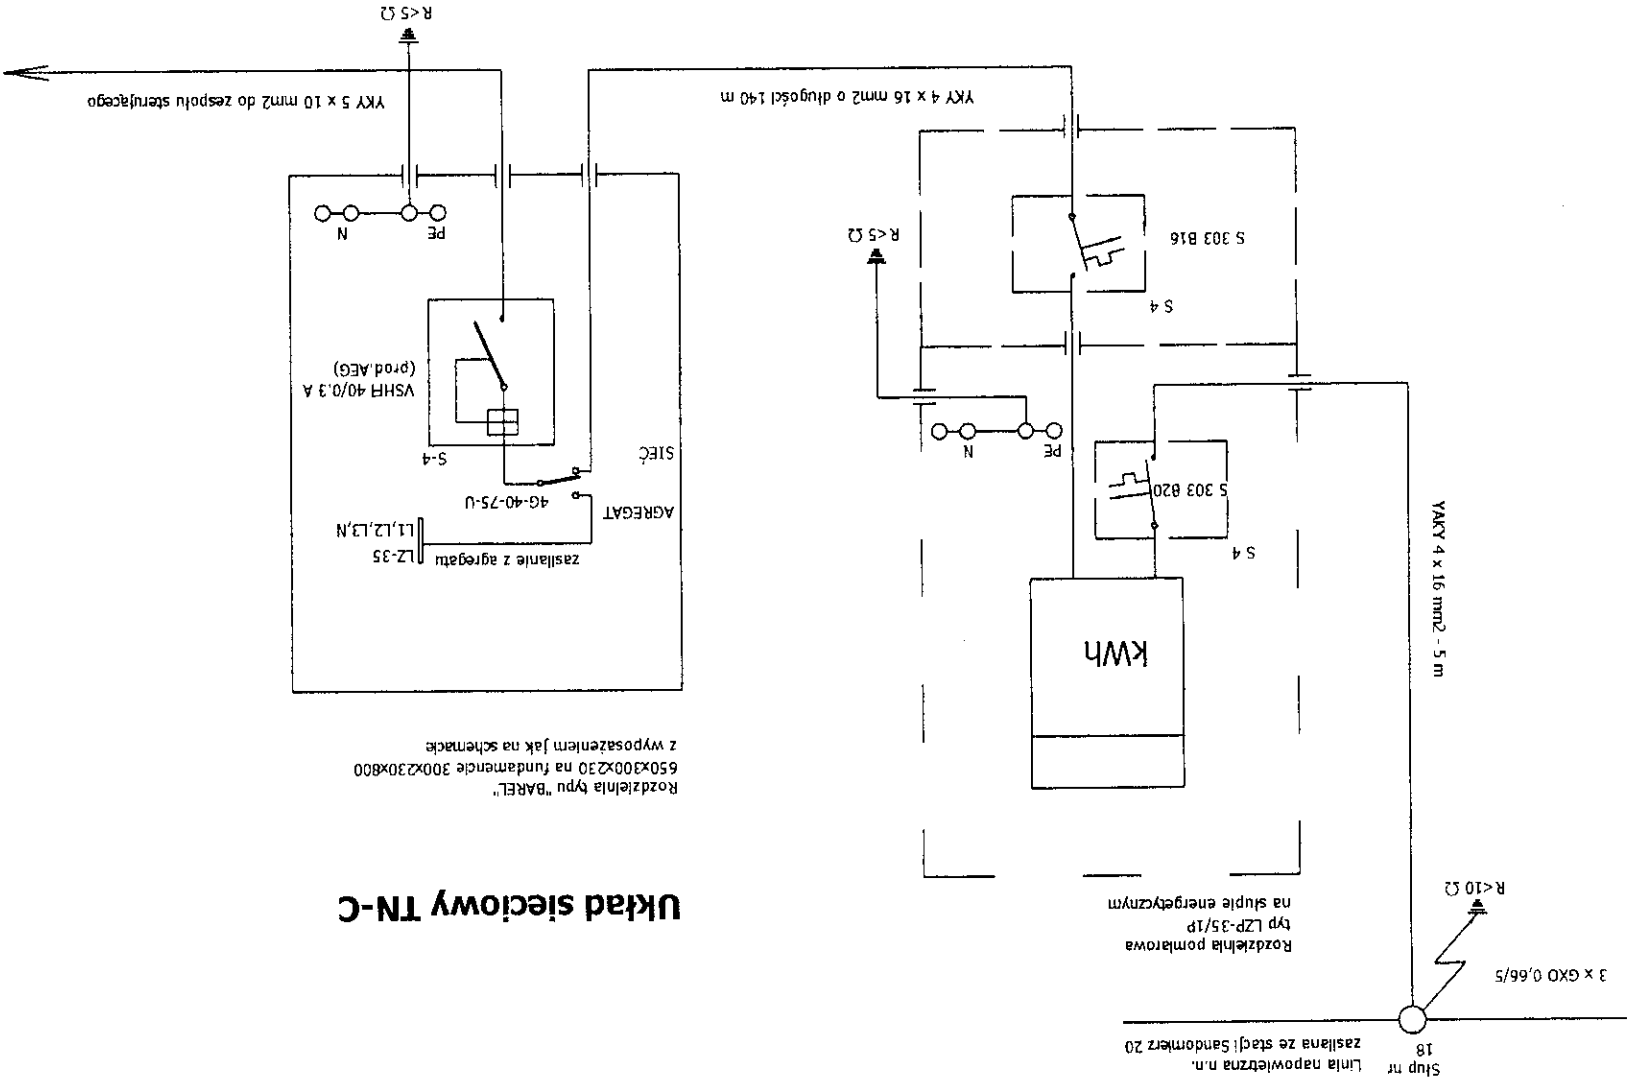 Słup nr
18
Linia napowietrzna n.n.
zasilana ze stacji Sandomierz 20
3 x GXO 0,66/5
R<10 Ω
Rozdzielnia pomiarowa
typ LZP-35/1P
na słupie energetycznym
Układ sieciowy TN-C
Rozdzielnia typu "BAREL"
650x300x230 na fundamencie 300x230x800
z wyposażeniem jak na schemacie
kWh
YAKY 4 x 16 mm2 - 5 m
S 4
S 303 B20
PE
N
R<5 Ω
S 4
S 303 B16
YKY 4 x 16 mm2 o długości 140 m
zasilanie z agregatu
LZ-35
L1,L2,L3,N
AGREGAT
4G-40-75-U
SIEĆ
S-4
VSHH 40/0.3 A
(prod.AEG)
PE
N
YKY 5 x 10 mm2 do zespołu sterującego
R<5 Ω